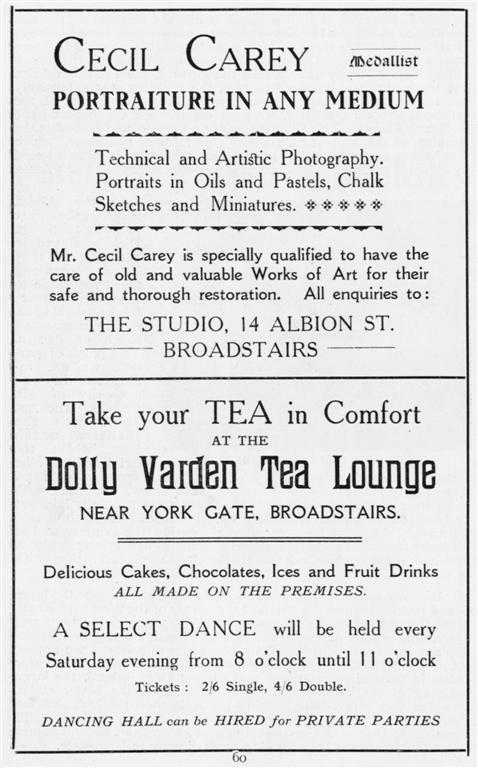 CECIL CAREY Medallist
PORTRAITURE IN ANY MEDIUM
Technical and Artistic Photography.
Portraits in Oils and Pastels, Chalk
Sketches and Miniatures.
Mr. Cecil Carey is specially qualified to have the
care of old and valuable Works of Art for their
safe and thorough restoration. All enquiries to:
THE STUDIO, 14 ALBION ST.
BROADSTAIRS
Take your TEA in Comfort
AT THE
Dolly Varden Tea Lounge
NEAR YORK GATE, BROADSTAIRS.
Delicious Cakes, Chocolates, Ices and Fruit Drinks
ALL MADE ON THE PREMISES.
A SELECT DANCE will be held every
Saturday evening from 8 o'clock until 11 o'clock
Tickets : 2/6 Single, 4/6 Double.
DANCING HALL can be HIRED for PRIVATE PARTIES
60